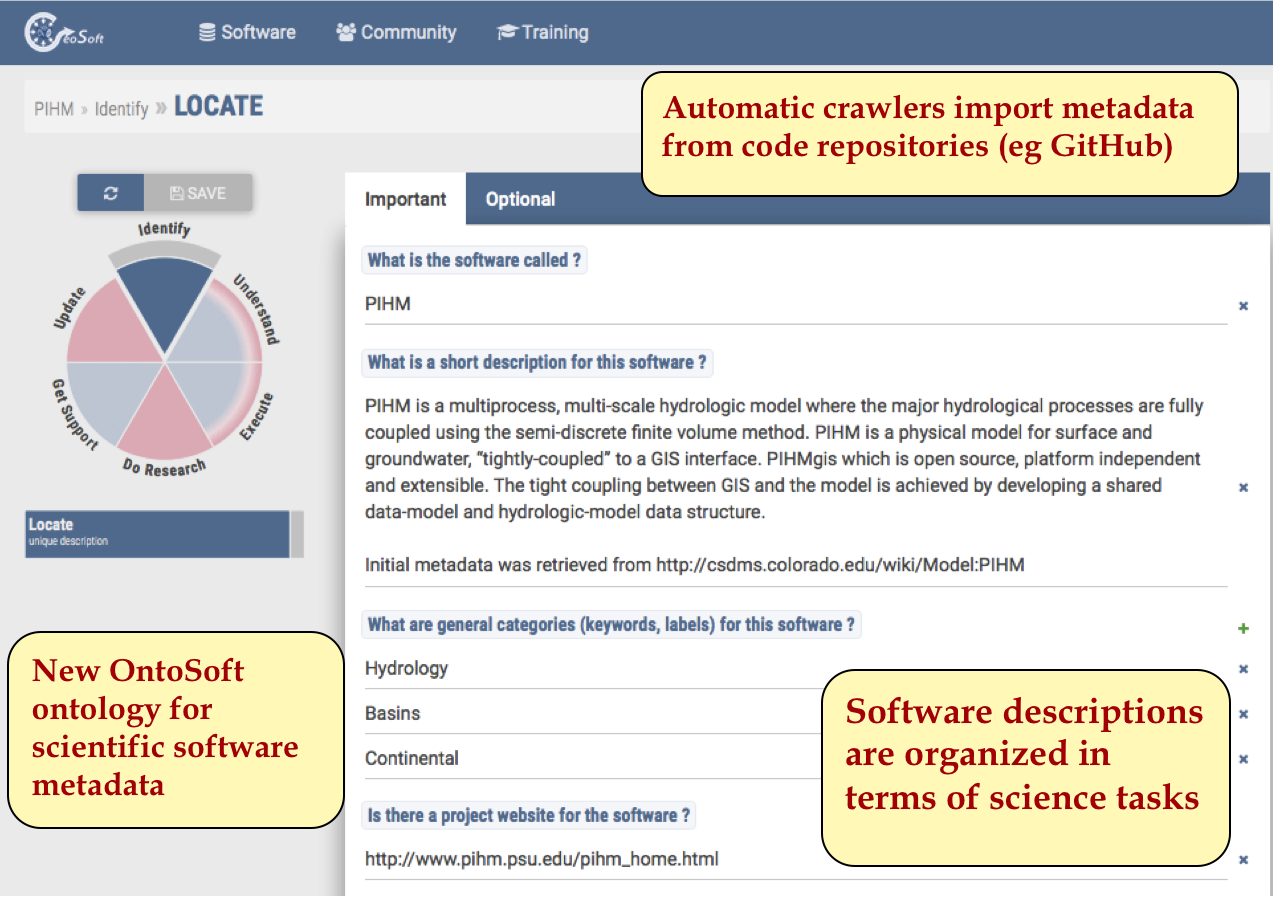 GeoSoft
Software
Community
Training
PIHM » Identify » LOCATE
Automatic crawlers import metadata
from code repositories (eg GitHub)
SAVE
Identify
Understand
Execute
Do Research
Get Support
Update
Locate
unique description
New OntoSoft
ontology for
scientific software
metadata
Important
Optional
What is the software called ?
PIHM
What is a short description for this software ?
PIHM is a multiprocess, multi-scale hydrologic model where the major hydrological processes are fully
coupled using the semi-discrete finite volume method. PIHM is a physical model for surface and
groundwater, “tightly-coupled” to a GIS interface. PIHMgis which is open source, platform independent
and extensible. The tight coupling between GIS and the model is achieved by developing a shared
data-model and hydrologic-model data structure.
Initial metadata was retrieved from http://csdms.colorado.edu/wiki/Model:PIHM
What are general categories (keywords, labels) for this software ?
Hydrology
Basins
Continental
Software descriptions
are organized in
terms of science tasks
Is there a project website for the software ?
http://www.pihm.psu.edu/pihm_home.html